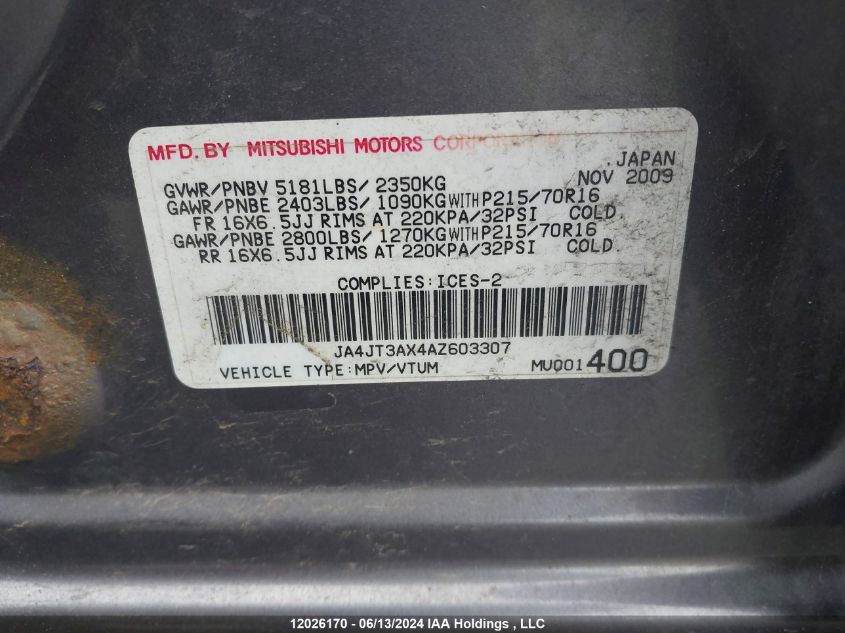 MFD. BY MITSUBISHI MOTORS CORPORATION
JAPAN
GVWR/PNBV 5181LBS/ 2350KG NOV 2009
GAWR/PNBE 2403LBS/ 1090KG WITH P215/70R16
FR 16X6.5JJ RIMS AT 220KPA/32PSI COLD.
GAWR/PNBE 2800LBS/ 1270KG WITH P215/70R16
RR 16X6.5JJ RIMS AT 220KPA/32PSI COLD.
COMPLIES:ICES-2
JA4JT3AX4AZ603307
VEHICLE TYPE:MPV/VTUM MU001400
12026170 - 06/13/2024 IAA Holdings , LLC